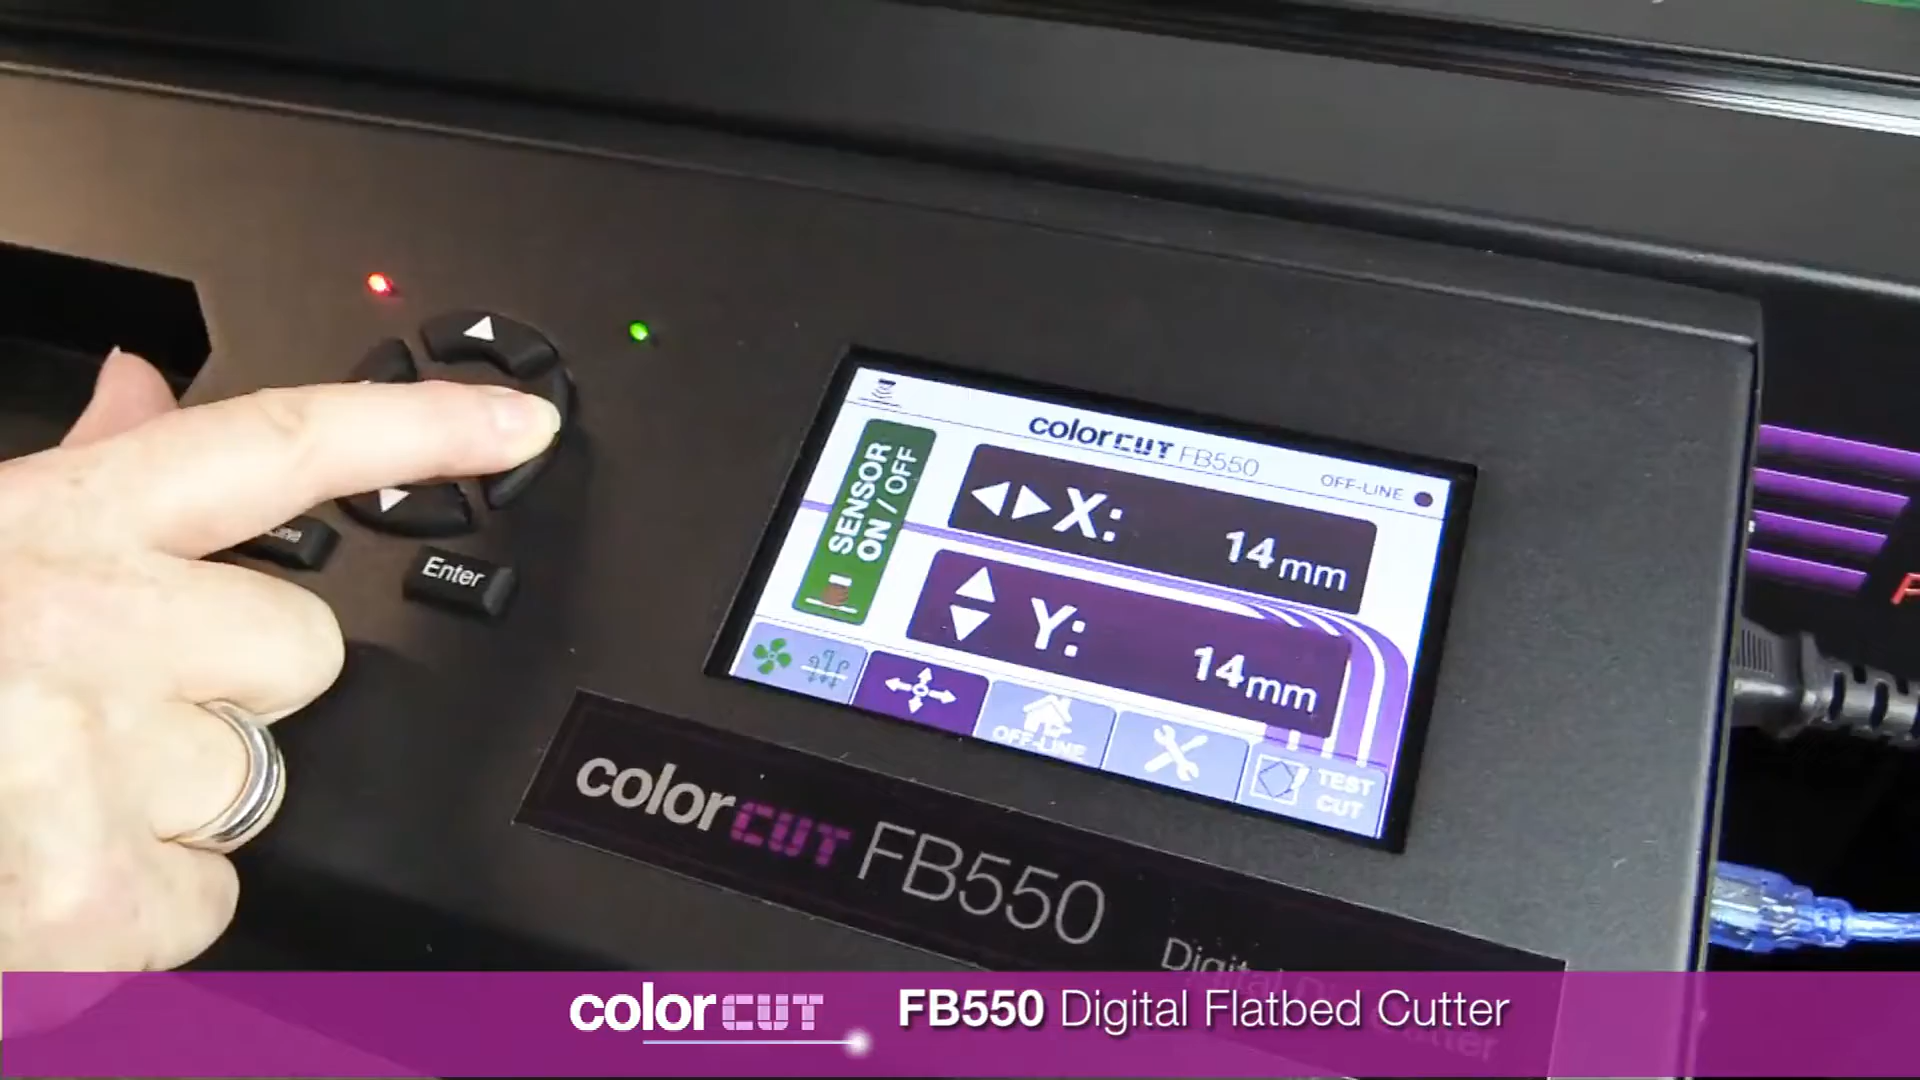 colorcut FB550
OFF-LINE
SENSOR
ON / OFF
X: 14mm
Y: 14mm
OFF-LINE
TEST
CUT
Enter
colorcut FB550
Digital
colorcut FB550 Digital Flatbed Cutter